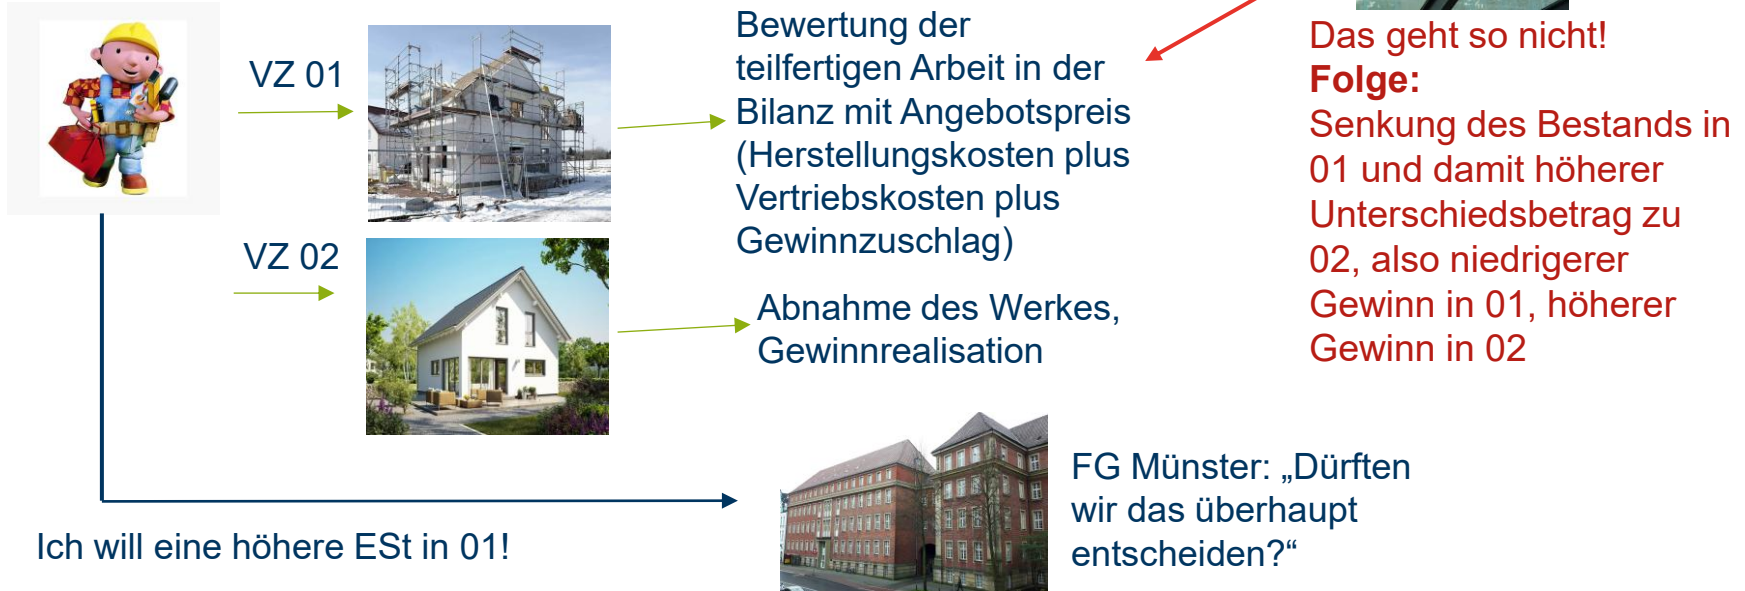 VZ 01
Bewertung der
teilfertigen Arbeit in der
Bilanz mit Angebotspreis
(Herstellungskosten plus
Vertriebskosten plus
Gewinnzuschlag)
Das geht so nicht!
Folge:
Senkung des Bestands in
01 und damit höherer
Unterschiedsbetrag zu
02, also niedrigerer
Gewinn in 01, höherer
Gewinn in 02
VZ 02
Abnahme des Werkes,
Gewinnrealisation
Ich will eine höhere ESt in 01!
FG Münster: „Dürften
wir das überhaupt
entscheiden?“